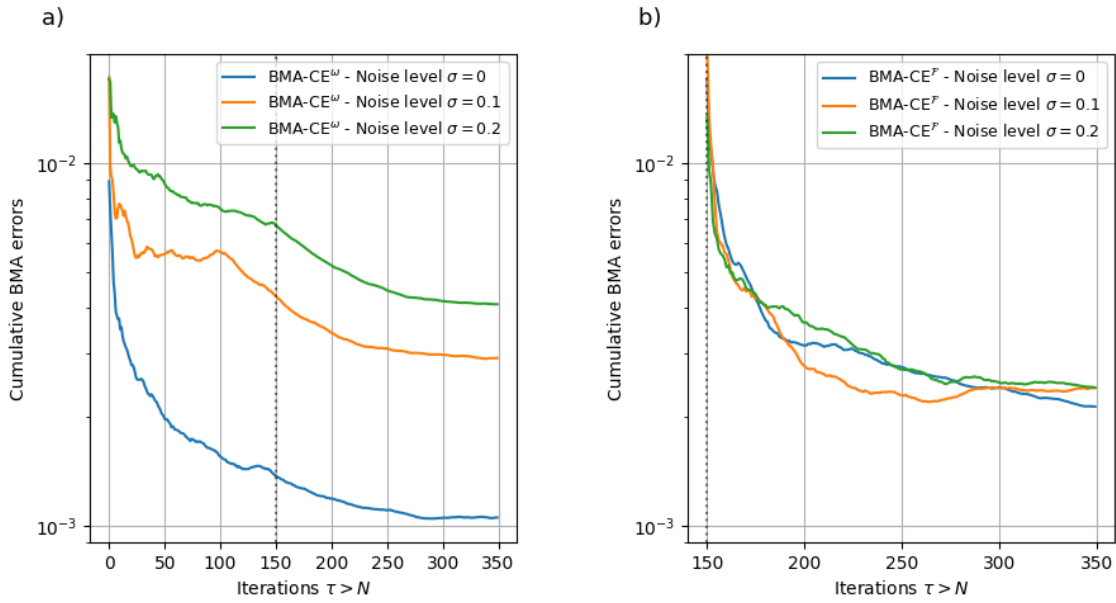 a)
b)
BMA-CE^ω - Noise level σ = 0
BMA-CE^ω - Noise level σ = 0.1
BMA-CE^ω - Noise level σ = 0.2
10⁻²
10⁻³
Cumulative BMA errors
0 50 100 150 200 250 300 350
Iterations τ > N
BMA-CE^ℱ - Noise level σ = 0
BMA-CE^ℱ - Noise level σ = 0.1
BMA-CE^ℱ - Noise level σ = 0.2
10⁻²
10⁻³
Cumulative BMA errors
150 200 250 300 350
Iterations τ > N